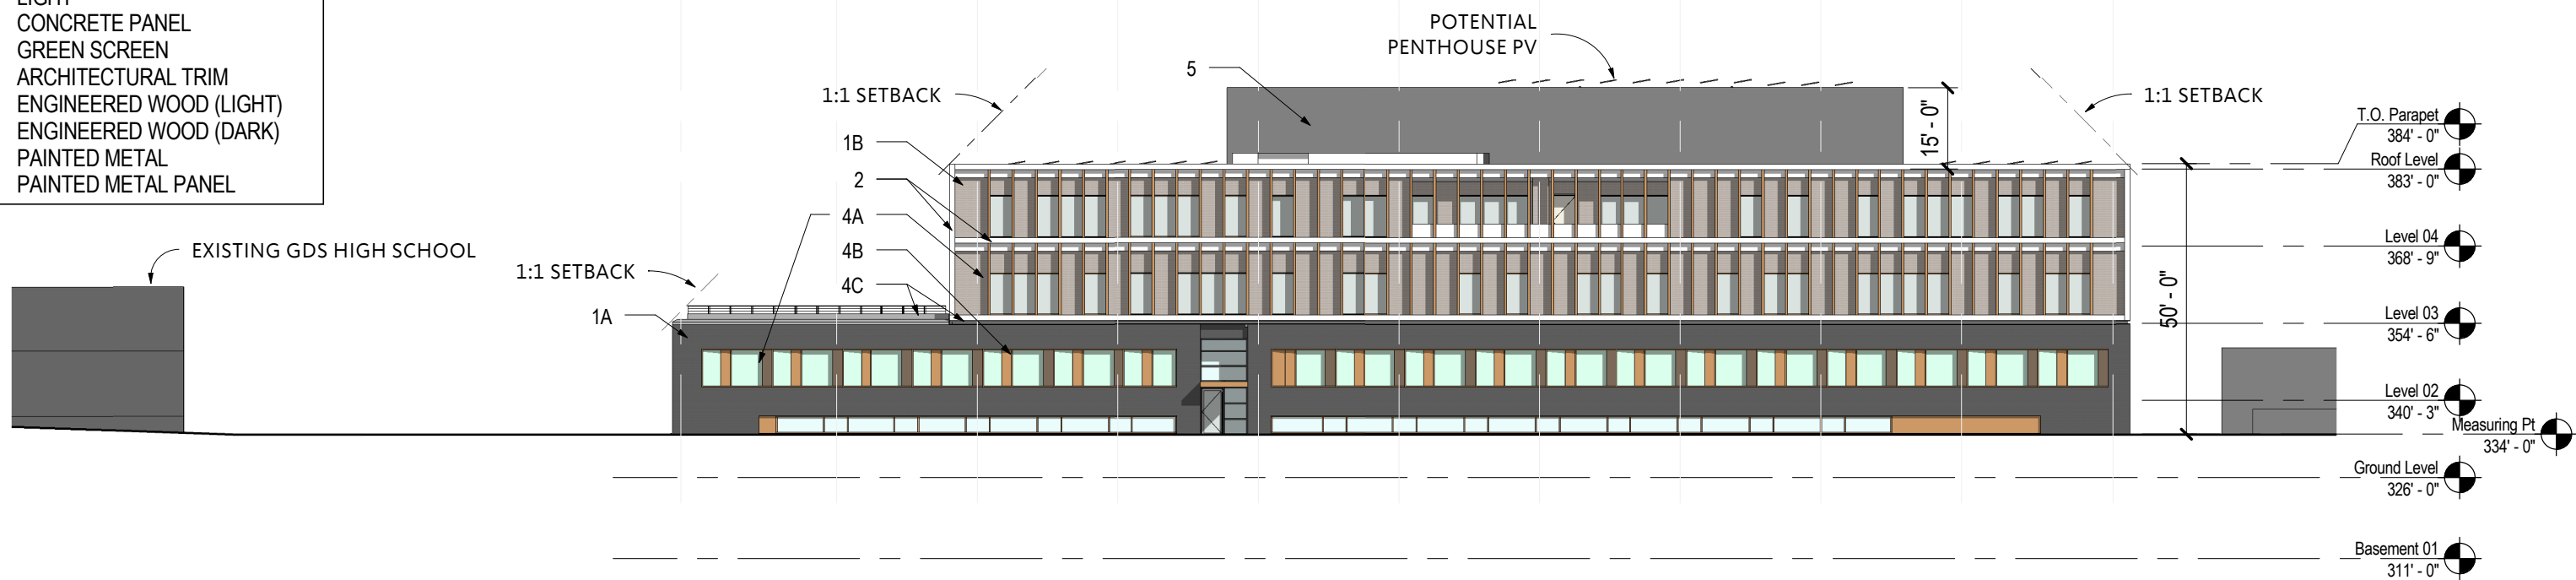 LIGHT
CONCRETE PANEL
GREEN SCREEN
ARCHITECTURAL TRIM
ENGINEERED WOOD (LIGHT)
ENGINEERED WOOD (DARK)
PAINTED METAL
PAINTED METAL PANEL
EXISTING GDS HIGH SCHOOL
1:1 SETBACK
1:1 SETBACK
5
POTENTIAL
PENTHOUSE PV
1:1 SETBACK
1B
2
4A
4B
4C
1A
15' - 0"
50' - 0"
T.O. Parapet
384' - 0"
Roof Level
383' - 0"
Level 04
368' - 9"
Level 03
354' - 6"
Level 02
340' - 3"
Measuring Pt
334' - 0"
Ground Level
326' - 0"
Basement 01
311' - 0"